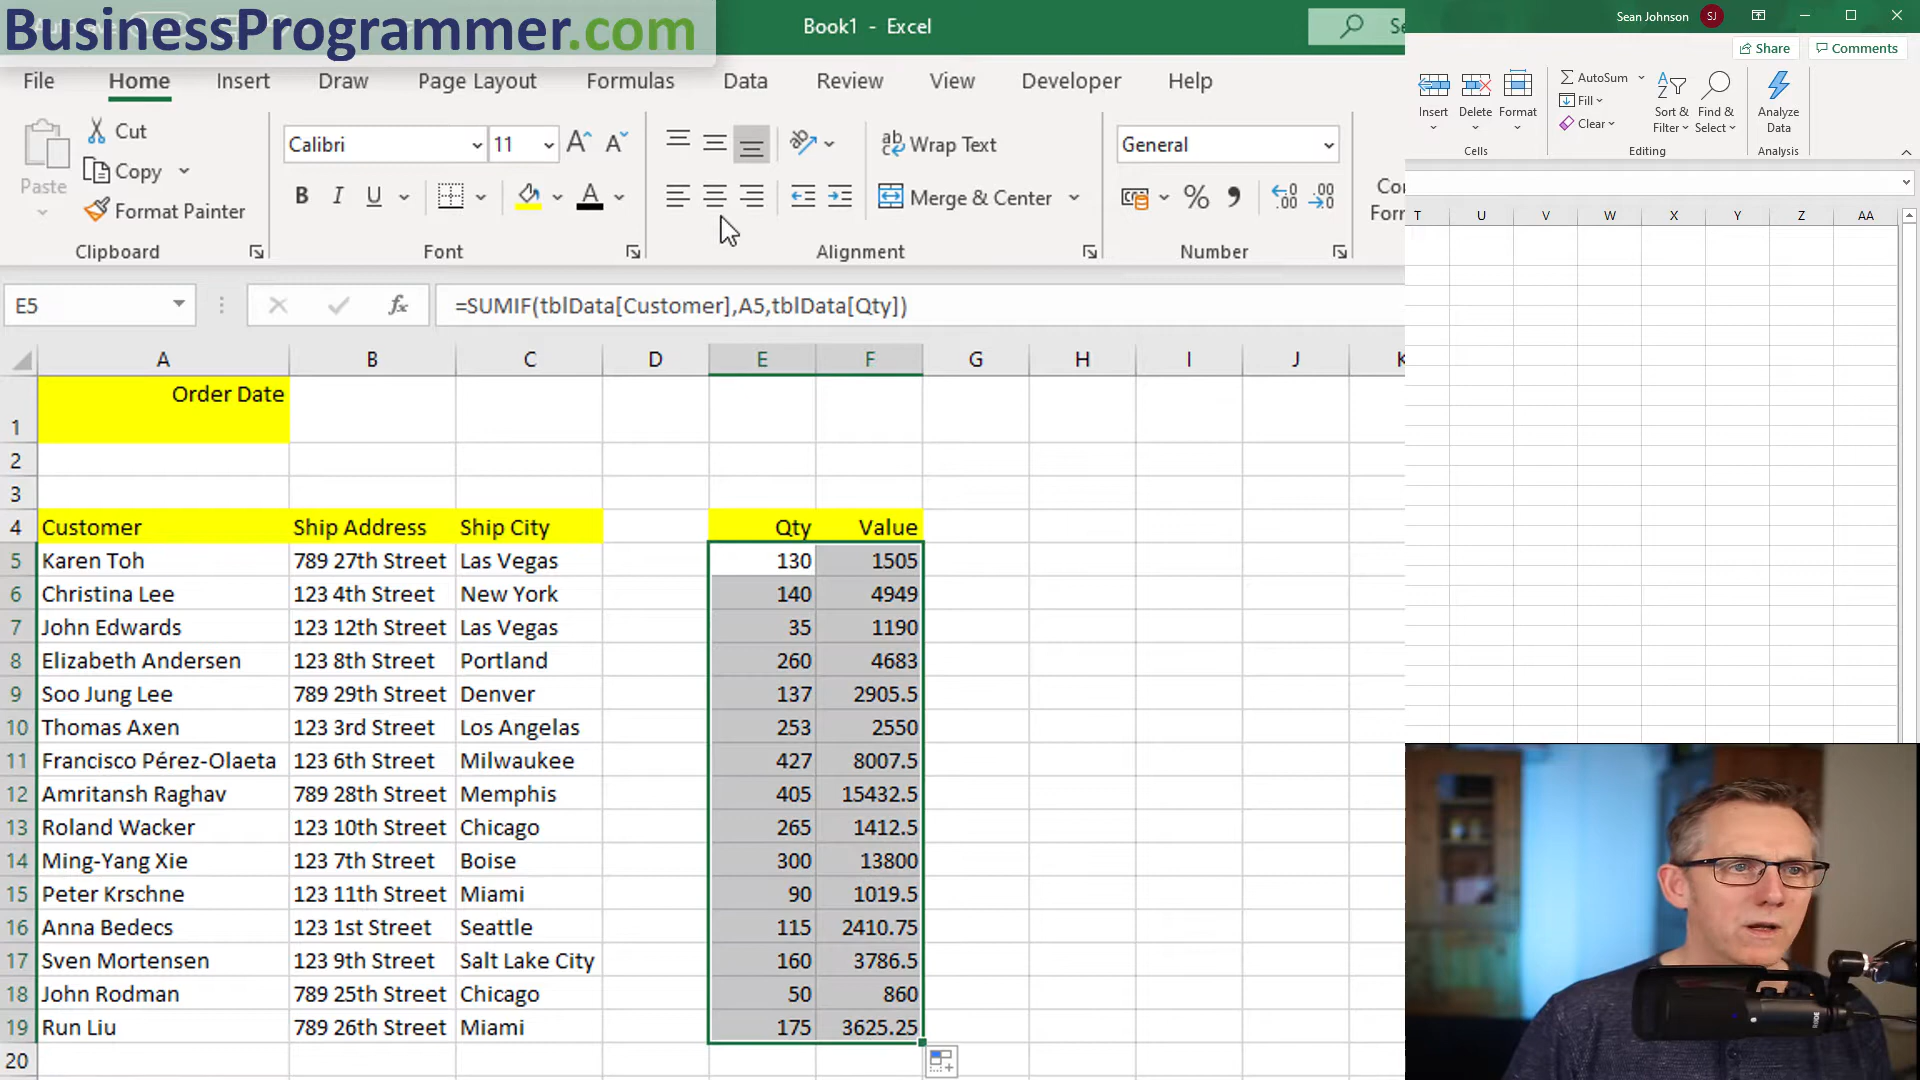 BusinessProgrammer.com
Book1 - Excel
Sean Johnson SJ
Share Comments
File Home Insert Draw Page Layout Formulas Data Review View Developer Help
Paste
Cut
Copy
Format Painter
Clipboard
Calibri 11
B I U A
Font
ab Wrap Text
Merge & Center
Alignment
General
% , .00
Number
Insert
Delete
Format
Cells
AutoSum
Fill
Clear
Sort & Filter
Find & Select
Editing
Analyze Data
Analysis
E5 fx =SUMIF(tblData[Customer],A5,tblData[Qty])
A B C D E F G H I J T U V W X Y Z AA
1 Order Date
2
3
4 Customer Ship Address Ship City Qty Value
5 Karen Toh 789 27th Street Las Vegas 130 1505
6 Christina Lee 123 4th Street New York 140 4949
7 John Edwards 123 12th Street Las Vegas 35 1190
8 Elizabeth Andersen 123 8th Street Portland 260 4683
9 Soo Jung Lee 789 29th Street Denver 137 2905.5
10 Thomas Axen 123 3rd Street Los Angelas 253 2550
11 Francisco Pérez-Olaeta 123 6th Street Milwaukee 427 8007.5
12 Amritansh Raghav 789 28th Street Memphis 405 15432.5
13 Roland Wacker 123 10th Street Chicago 265 1412.5
14 Ming-Yang Xie 123 7th Street Boise 300 13800
15 Peter Krschne 123 11th Street Miami 90 1019.5
16 Anna Bedecs 123 1st Street Seattle 115 2410.75
17 Sven Mortensen 123 9th Street Salt Lake City 160 3786.5
18 John Rodman 789 25th Street Chicago 50 860
19 Run Liu 789 26th Street Miami 175 3625.25
20